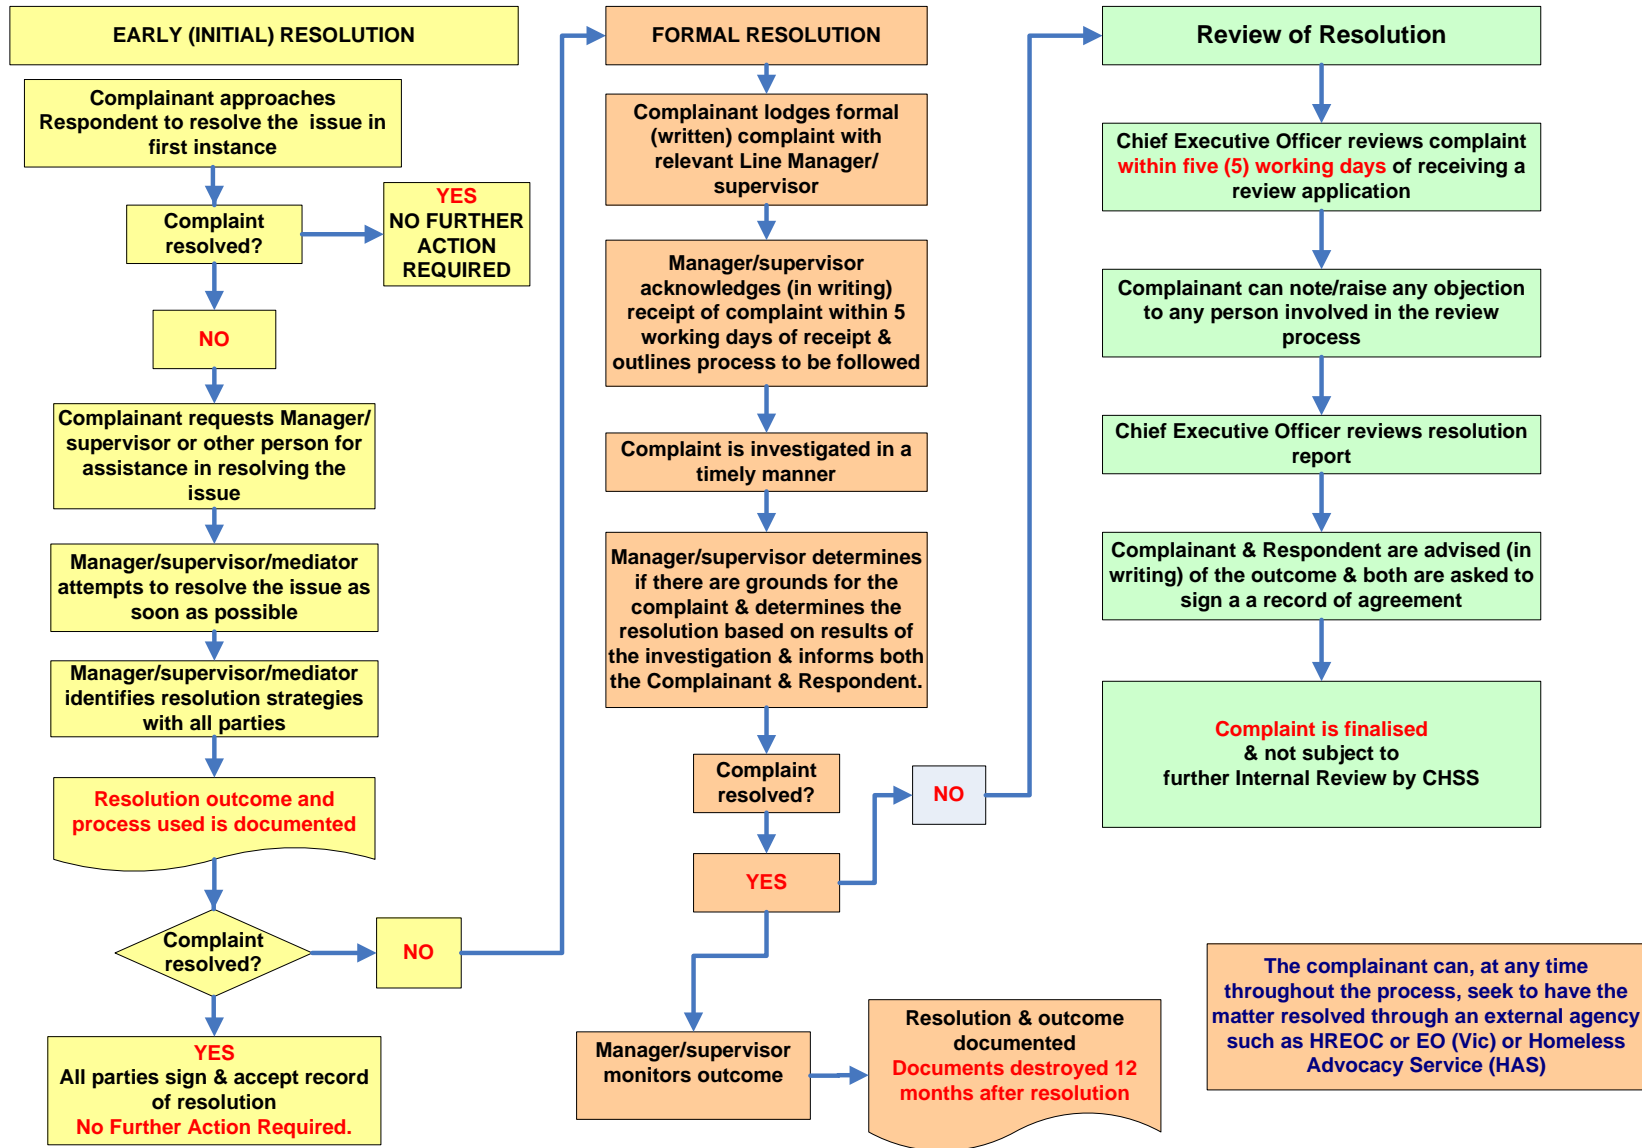 EARLY (INITIAL) RESOLUTION
Complainant approaches
Respondent to resolve the issue in
first instance
Complaint
resolved?
YES
NO FURTHER
ACTION
REQUIRED
NO
Complainant requests Manager/
supervisor or other person for
assistance in resolving the
issue
Manager/supervisor/mediator
attempts to resolve the issue as
soon as possible
Manager/supervisor/mediator
identifies resolution strategies
with all parties
Resolution outcome and
process used is documented
Complaint
resolved?
NO
YES
All parties sign & accept record
of resolution
No Further Action Required.
FORMAL RESOLUTION
Complainant lodges formal
(written) complaint with
relevant Line Manager/
supervisor
Manager/supervisor
acknowledges (in writing)
receipt of complaint within 5
working days of receipt &
outlines process to be followed
Complaint is investigated in a
timely manner
Manager/supervisor determines
if there are grounds for the
complaint & determines the
resolution based on results of
the investigation & informs both
the Complainant & Respondent.
Complaint
resolved?
NO
YES
Manager/supervisor
monitors outcome
Resolution & outcome
documented
Documents destroyed 12
months after resolution
Review of Resolution
Chief Executive Officer reviews complaint
within five (5) working days of receiving a
review application
Complainant can note/raise any objection
to any person involved in the review
process
Chief Executive Officer reviews resolution
report
Complainant & Respondent are advised (in
writing) of the outcome & both are asked to
sign a a record of agreement
Complaint is finalised
& not subject to
further Internal Review by CHSS
The complainant can, at any time
throughout the process, seek to have the
matter resolved through an external agency
such as HREOC or EO (Vic) or Homeless
Advocacy Service (HAS)